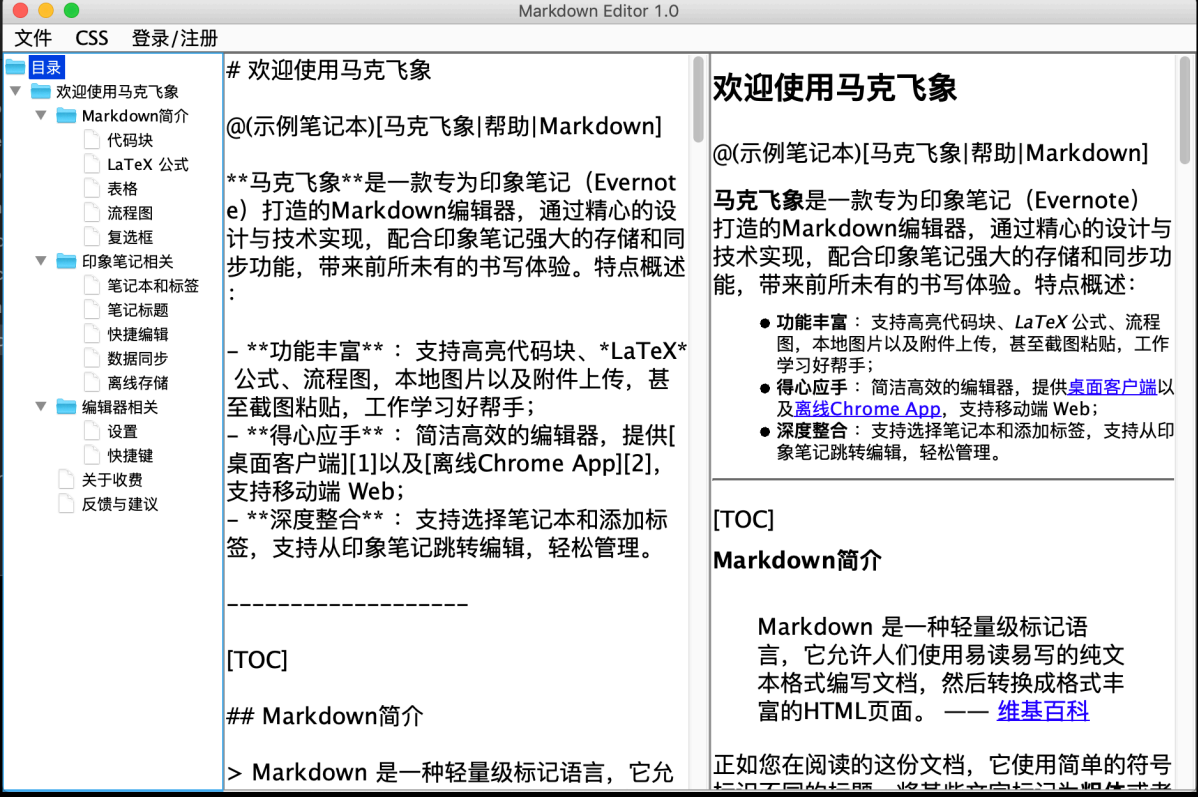 Markdown Editor 1.0
文件 CSS 登录/注册
目录
欢迎使用马克飞象
Markdown简介
代码块
LaTeX 公式
表格
流程图
复选框
印象笔记相关
笔记本和标签
笔记标题
快捷编辑
数据同步
离线存储
编辑器相关
设置
快捷键
关于收费
反馈与建议
# 欢迎使用马克飞象
@(示例笔记本)[马克飞象|帮助|Markdown]
**马克飞象**是一款专为印象笔记（Evernot
e）打造的Markdown编辑器，通过精心的设
计与技术实现，配合印象笔记强大的存储和同
步功能，带来前所未有的书写体验。特点概述
：
- **功能丰富** ：支持高亮代码块、*LaTeX*
公式、流程图，本地图片以及附件上传，甚
至截图粘贴，工作学习好帮手；
- **得心应手** ：简洁高效的编辑器，提供[
桌面客户端][1]以及[离线Chrome App][2]，
支持移动端 Web；
- **深度整合** ：支持选择笔记本和添加标
签，支持从印象笔记跳转编辑，轻松管理。
-------------------
[TOC]
## Markdown简介
> Markdown 是一种轻量级标记语言，它允
欢迎使用马克飞象
@(示例笔记本)[马克飞象|帮助|Markdown]
马克飞象是一款专为印象笔记（Evernote）
打造的Markdown编辑器，通过精心的设计与
技术实现，配合印象笔记强大的存储和同步功
能，带来前所未有的书写体验。特点概述：
● 功能丰富 ：支持高亮代码块、LaTeX 公式、流程
图，本地图片以及附件上传，甚至截图粘贴，工作
学习好帮手；
● 得心应手 ：简洁高效的编辑器，提供桌面客户端以
及离线Chrome App，支持移动端 Web；
● 深度整合 ：支持选择笔记本和添加标签，支持从印
象笔记跳转编辑，轻松管理。
[TOC]
Markdown简介
Markdown 是一种轻量级标记语
言，它允许人们使用易读易写的纯文
本格式编写文档，然后转换成格式丰
富的HTML页面。 —— 维基百科
正如您在阅读的这份文档，它使用简单的符号
标识不同的标题，将某些文字标记为粗体或者